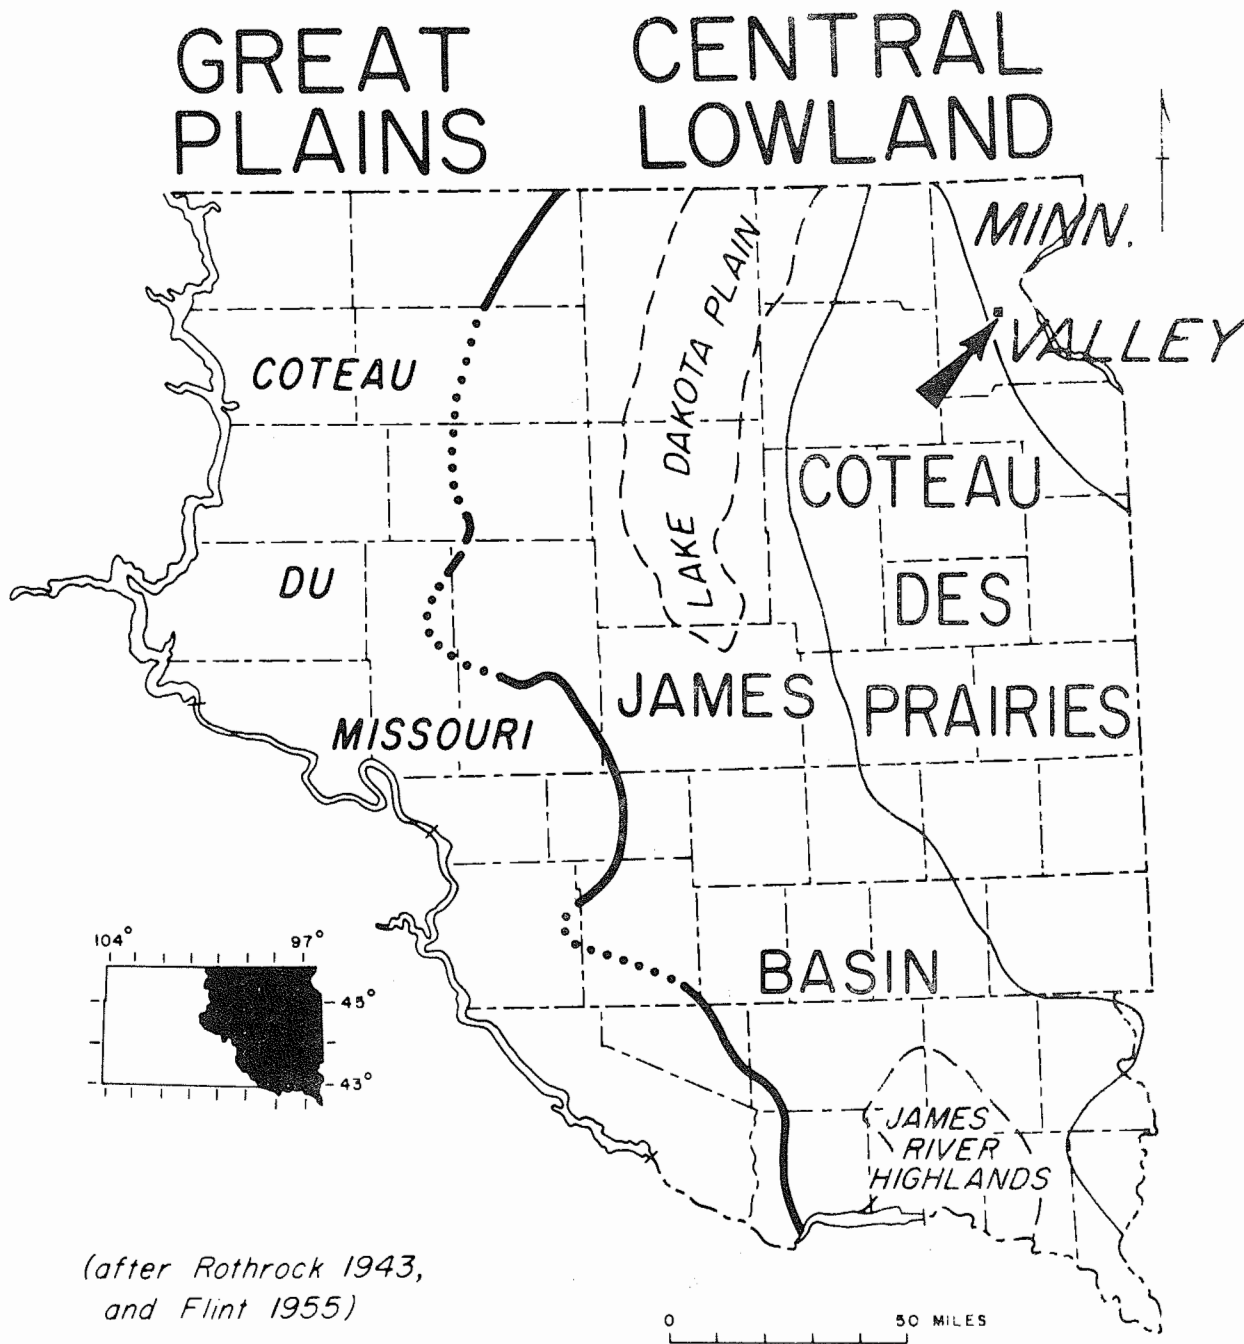 GREAT
PLAINS
CENTRAL
LOWLAND
MINN.
VALLEY
LAKE DAKOTA PLAIN
COTEAU
DU
MISSOURI
COTEAU
DES
PRAIRIES
JAMES
BASIN
JAMES
RIVER
HIGHLANDS
104° 97°
45°
43°
(after Rothrock 1943,
and Flint 1955)
0 50 MILES